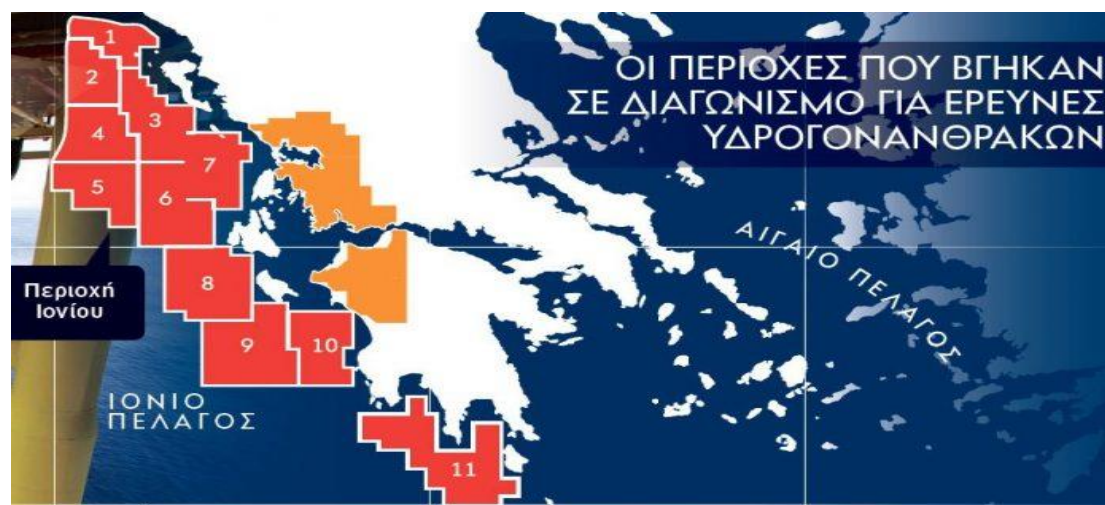 ΟΙ ΠΕΡΙΟΧΕΣ ΠΟΥ ΒΓΗΚΑΝ
ΣΕ ΔΙΑΓΩΝΙΣΜΟ ΓΙΑ ΕΡΕΥΝΕΣ
ΥΔΡΟΓΟΝΑΝΘΡΑΚΩΝ
1
2
3
4
7
5
6
ΑΙΓΑΙΟ ΠΕΛΑΓΟΣ
8
Περιοχή
Ιονίου
9
10
ΙΟΝΙΟ
ΠΕΛΑΓΟΣ
11